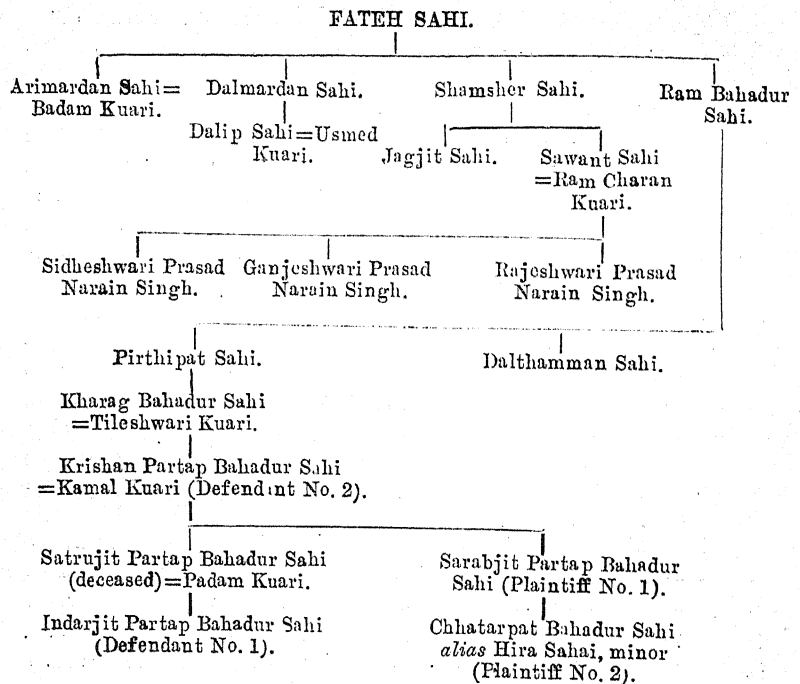 FATEH SAHI.
Arimardan Sahi=
Badam Kuari.
Dalmardan Sahi.
Dalip Sahi=Usmed
Kuari.
Shamsher Sahi.
Jagjit Sahi.
Sawant Sahi
=Ram Charan
Kuari.
Ram Bahadur
Sahi.
Sidheshwari Prasad
Narain Singh.
Ganjeshwari Prasad
Narain Singh.
Rajeshwari Prasad
Narain Singh.
Pirthipat Sahi.
Dalthamman Sahi.
Kharag Bahadur Sahi
=Tileshwari Kuari.
Krishan Partap Bahadur Sahi
=Kamal Kuari (Defendant No. 2).
Satrujit Partap Bahadur Sahi
(deceased)=Padam Kuari.
Sarabjit Partap Bahadur
Sahi (Plaintiff No. 1).
Indarjit Partap Bahadur Sahi
(Defendant No. 1).
Chhatarpat Bahadur Sahi
alias Hira Sahai, minor
(Plaintiff No. 2).